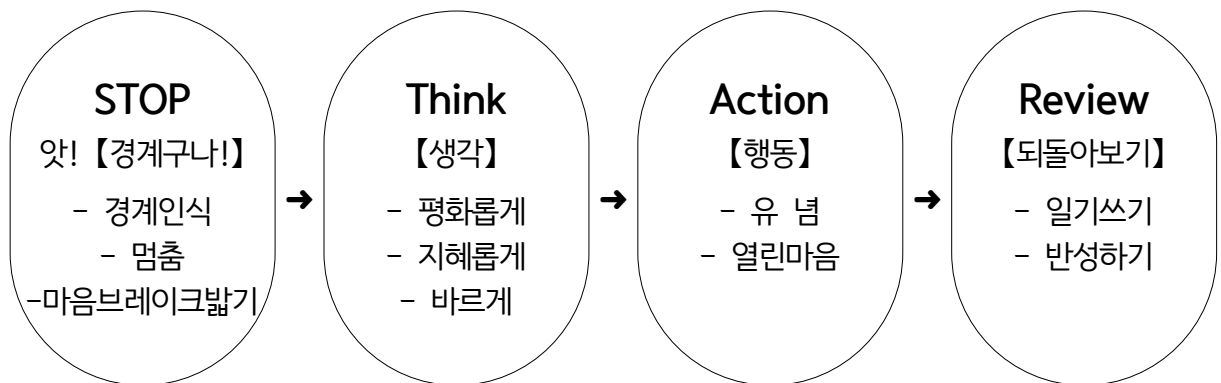 STOP
앗!【경계구나!】
- 경계인식
- 멈춤
-마음브레이크밟기
➜
Think
【생각】
- 평화롭게
- 지혜롭게
- 바르게
➜
Action
【행동】
- 유 념
- 열린마음
➜
Review
【되돌아보기】
- 일기쓰기
- 반성하기